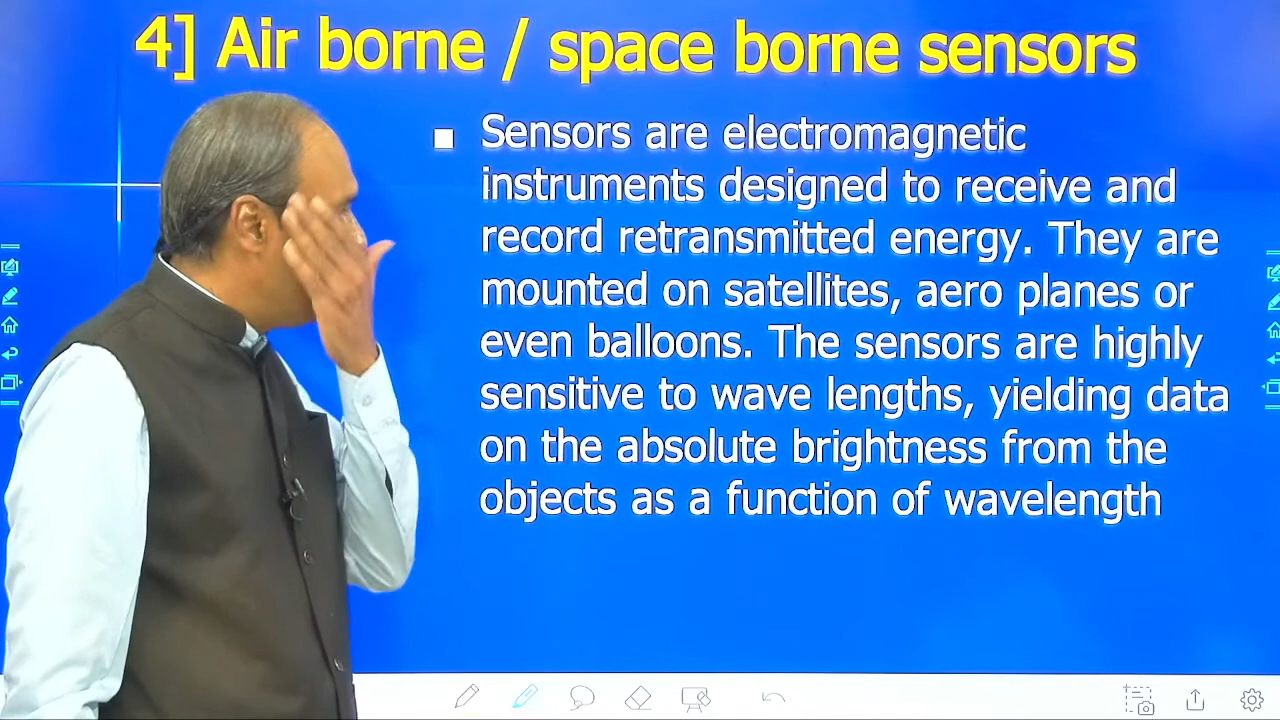 4] Air borne / space borne sensors
Sensors are electromagnetic
instruments designed to receive and
record retransmitted energy. They are
mounted on satellites, aero planes or
even balloons. The sensors are highly
sensitive to wave lengths, yielding data
on the absolute brightness from the
objects as a function of wavelength